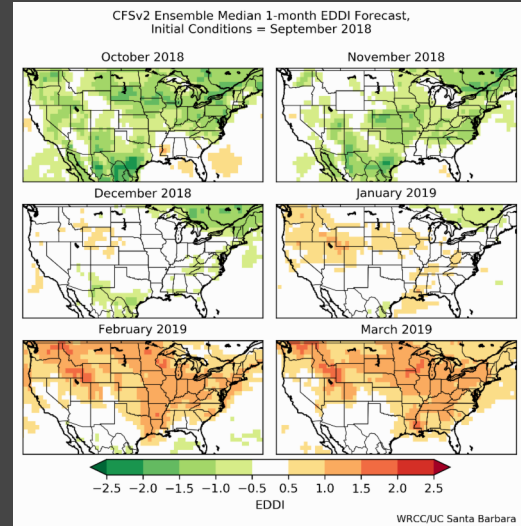 CFSv2 Ensemble Median 1-month EDDI Forecast,
Initial Conditions = September 2018
October 2018
November 2018
December 2018
January 2019
February 2019
March 2019
−2.5 −2.0 −1.5 −1.0 −0.5 0.5 1.0 1.5 2.0 2.5
EDDI
WRCC/UC Santa Barbara